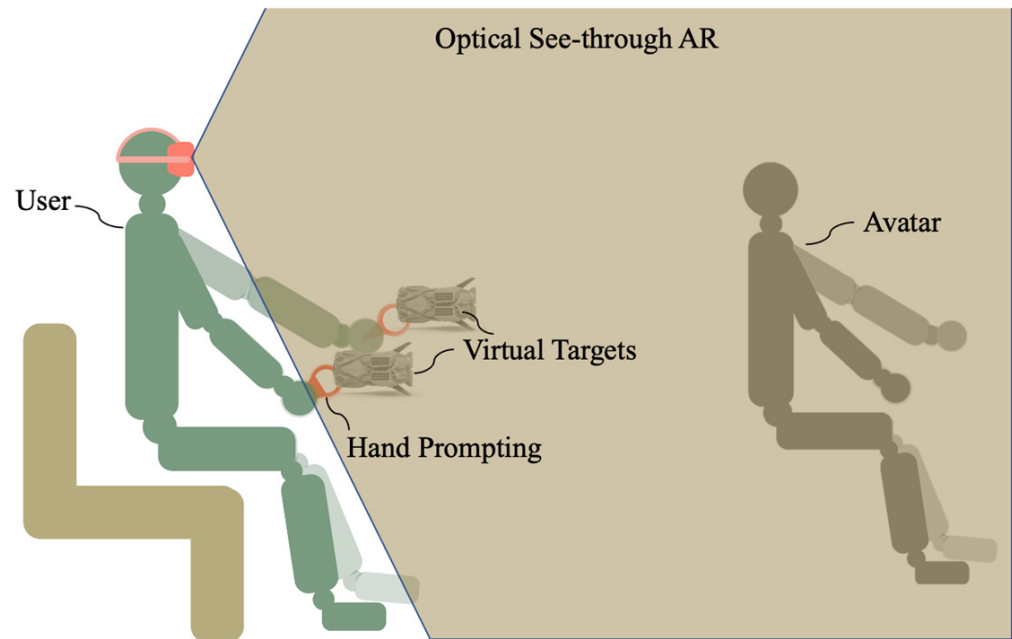 Optical See-through AR
User
Avatar
Virtual Targets
Hand Prompting